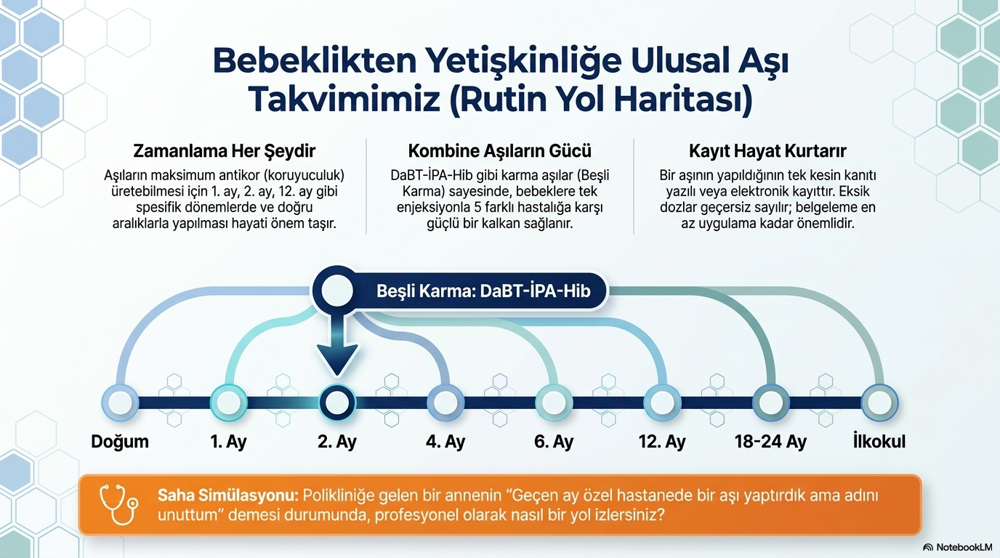 Bebeklikten Yetişkinliğe Ulusal Aşı
Takvimimiz (Rutin Yol Haritası)
Zamanlama Her Şeydir
Aşıların maksimum antikor (koruyuculuk)
üretebilmesi için 1. ay, 2. ay, 12. ay gibi
spesifik dönemlerde ve doğru
aralıklarla yapılması hayati önem taşır.
Kombine Aşıların Gücü
DaBT-İPA-Hib gibi karma aşılar (Beşli
Karma) sayesinde, bebeklere tek
enjeksiyonla 5 farklı hastalığa karşı
güçlü bir kalkan sağlanır.
Kayıt Hayat Kurtarır
Bir aşının yapıldığının tek kesin kanıtı
yazılı veya elektronik kayıttır. Eksik
dozlar geçersiz sayılır; belgeleme en
az uygulama kadar önemlidir.
Beşli Karma: DaBT-İPA-Hib
Doğum
1. Ay
2. Ay
4. Ay
6. Ay
12. Ay
18-24 Ay
İlkokul
Saha Simülasyonu: Polikliniğe gelen bir annenin “Geçen ay özel hastanede bir aşı yaptırdık ama adını
unuttum” demesi durumunda, profesyonel olarak nasıl bir yol izlersiniz?
NotebookLM